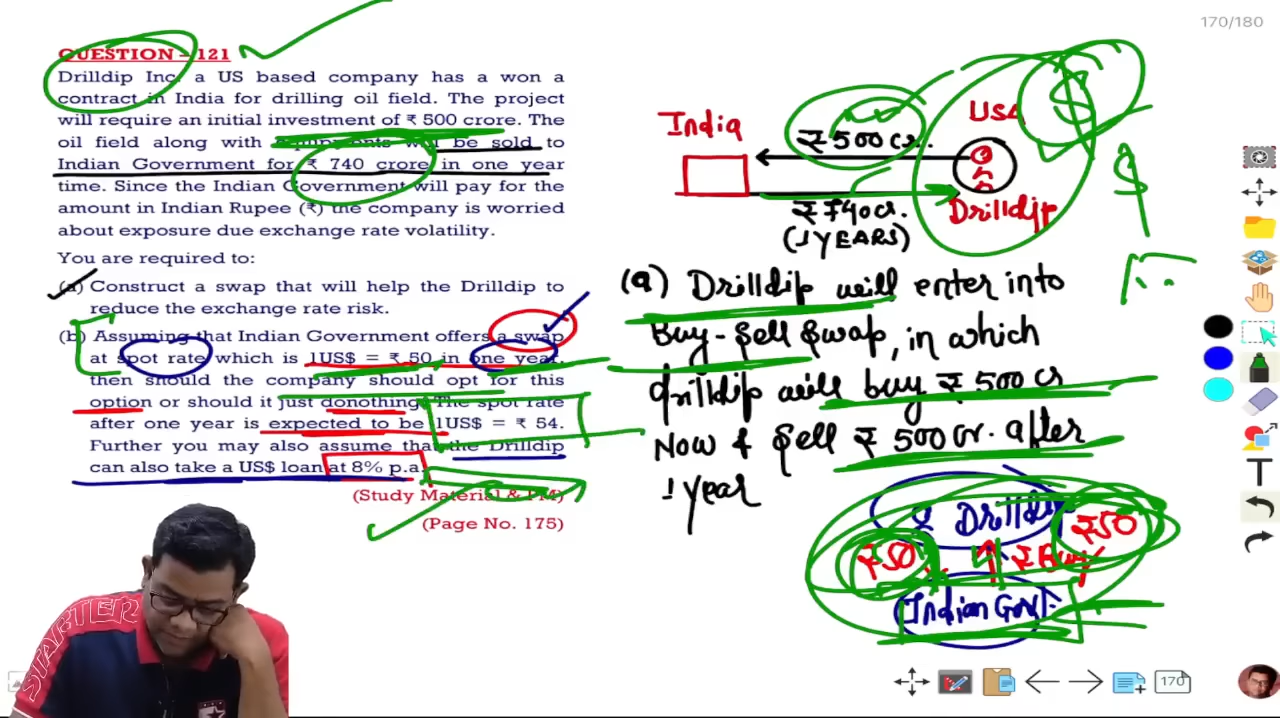 170/180
QUESTION - 121
Drilldip Inc. a US based company has a won a
contract in India for drilling oil field. The project
will require an initial investment of ₹ 500 crore. The
oil field along with equipments will be sold to
Indian Government for ₹ 740 crore in one year
time. Since the Indian Government will pay for the
amount in Indian Rupee (₹) the company is worried
about exposure due exchange rate volatility.
You are required to:
(a) Construct a swap that will help the Drilldip to
reduce the exchange rate risk.
(b) Assuming that Indian Government offers a swap
at spot rate which is 1US$ = ₹ 50 in one year,
then should the company should opt for this
option or should it just donothing. The spot rate
after one year is expected to be 1US$ = ₹ 54.
Further you may also assume that the Drilldip
can also take a US$ loan at 8% p.a.
(Study Material & PM)
(Page No. 175)
India
₹500 cr.
USA
$
$
₹740 cr.
(1YEARS)
Drilldip
(a) Drilldip will enter into
Buy-Sell Swap, in which
drilldip will buy ₹ 500 cr
Now & Sell ₹ 500 cr. after
1 year
Drilldip
₹50
₹50
₹ Buy
Indian Govt.
STARTER
T
170